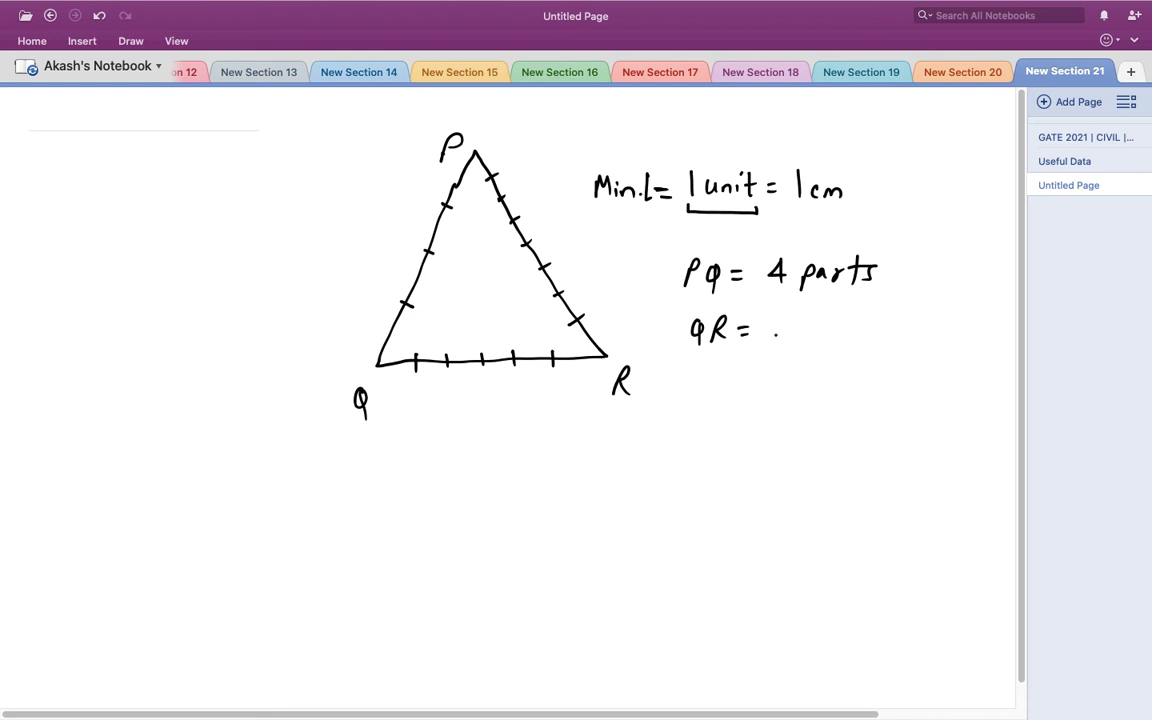 Untitled Page
Search All Notebooks
Home Insert Draw View
Akash's Notebook
on 12 New Section 13 New Section 14 New Section 15 New Section 16 New Section 17 New Section 18 New Section 19 New Section 20 New Section 21
Add Page
GATE 2021 | CIVIL |...
Useful Data
Untitled Page
P
Min.L= 1 unit = 1 cm
PQ = 4 parts
QR =
Q
R